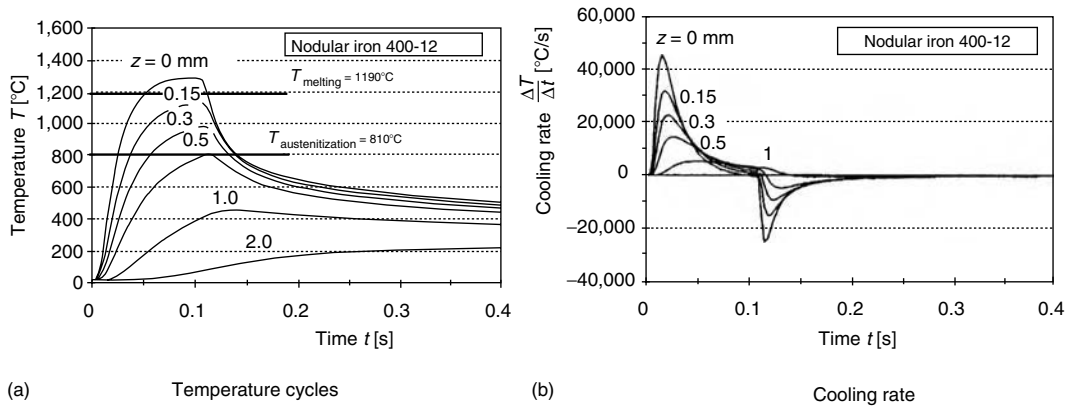 1,600
1,400
1,200
1,000
800
600
400
200
0
Temperature T [°C]
z = 0 mm
0.15
0.3
0.5
1.0
2.0
Nodular iron 400-12
T melting = 1190°C
T austenitization = 810°C
0 0.1 0.2 0.3 0.4
Time t [s]
(a) Temperature cycles
60,000
40,000
20,000
0
−20,000
−40,000
Cooling rate ΔT/Δt [°C/s]
z = 0 mm
0.15
0.3
0.5
1
Nodular iron 400-12
0 0.1 0.2 0.3 0.4
Time t [s]
(b) Cooling rate